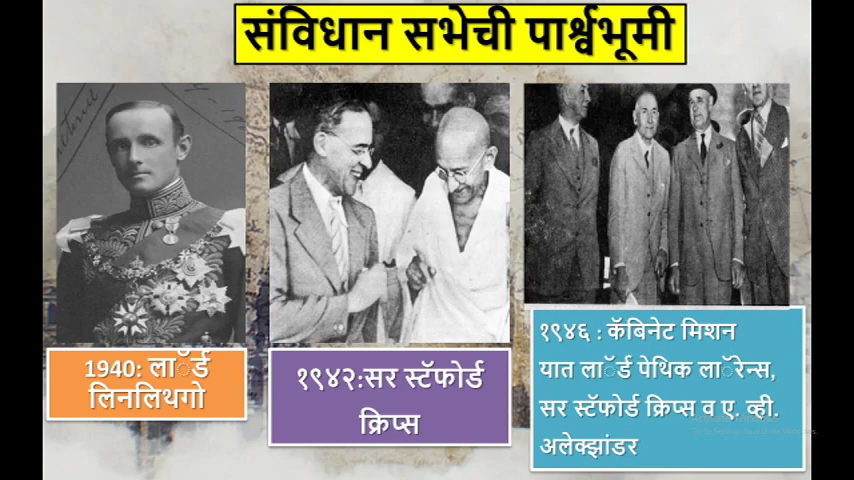 संविधान सभेची पार्श्वभूमी
1940: लाॅर्ड
लिनलिथगो
१९४२:सर स्टॅफोर्ड
क्रिप्स
१९४६ : कॅबिनेट मिशन
यात लाॅर्ड पेथिक लाॅरेन्स,
सर स्टॅफोर्ड क्रिप्स व ए. व्ही.
अलेक्झांडर